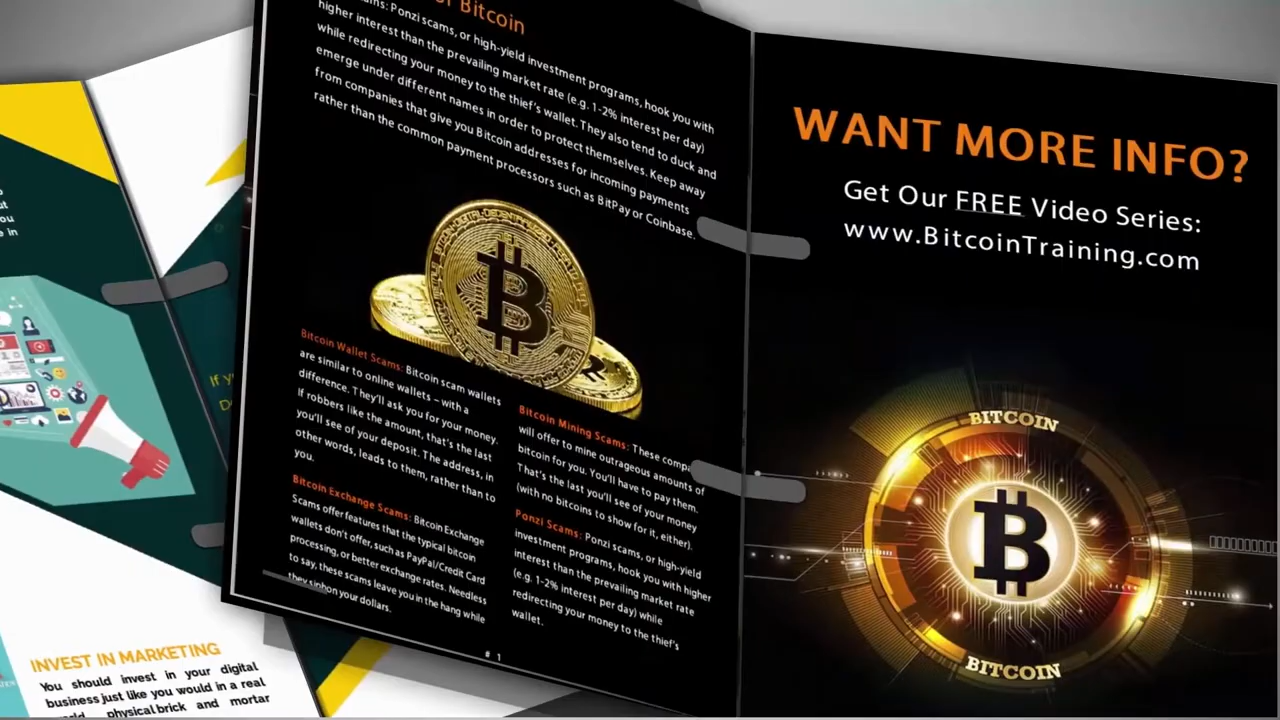 of Bitcoin
Ponzi scams, or high-yield investment programs, hook you with
higher interest than the prevailing market rate (e.g. 1-2% interest per day)
while redirecting your money to the thief's wallet. They also tend to duck and
emerge under different names in order to protect themselves. Keep away
from companies that give you Bitcoin addresses for incoming payments
rather than the common payment processors such as BitPay or Coinbase.
Bitcoin Wallet Scams: Bitcoin scam wallets
are similar to online wallets – with a
difference. They'll ask you for your money.
If robbers like the amount, that's the last
you'll see of your deposit. The address, in
other words, leads to them, rather than to
you.
Bitcoin Exchange Scams: Bitcoin Exchange
Scams offer features that the typical bitcoin
wallets don't offer, such as PayPal/Credit Card
processing, or better exchange rates. Needless
to say, these scams leave you in the hang while
they siphon your dollars.
Bitcoin Mining Scams: These
will offer to mine outrageous amounts of
bitcoin for you. You'll have to pay them.
That's the last you'll see of your money
(with no bitcoins to show for it, either).
Ponzi Scams: Ponzi scams, or high-yield
investment programs, hook you with higher
interest than the prevailing market rate
(e.g. 1-2% interest per day) while
redirecting your money to the thief's
wallet.
# 1
WANT MORE INFO?
Get Our FREE Video Series:
www.BitcoinTraining.com
BITCOIN
BITCOIN
you
e in
If
INVEST IN MARKETING
You should invest in your digital
business just like you would in a real
physical brick and mortar